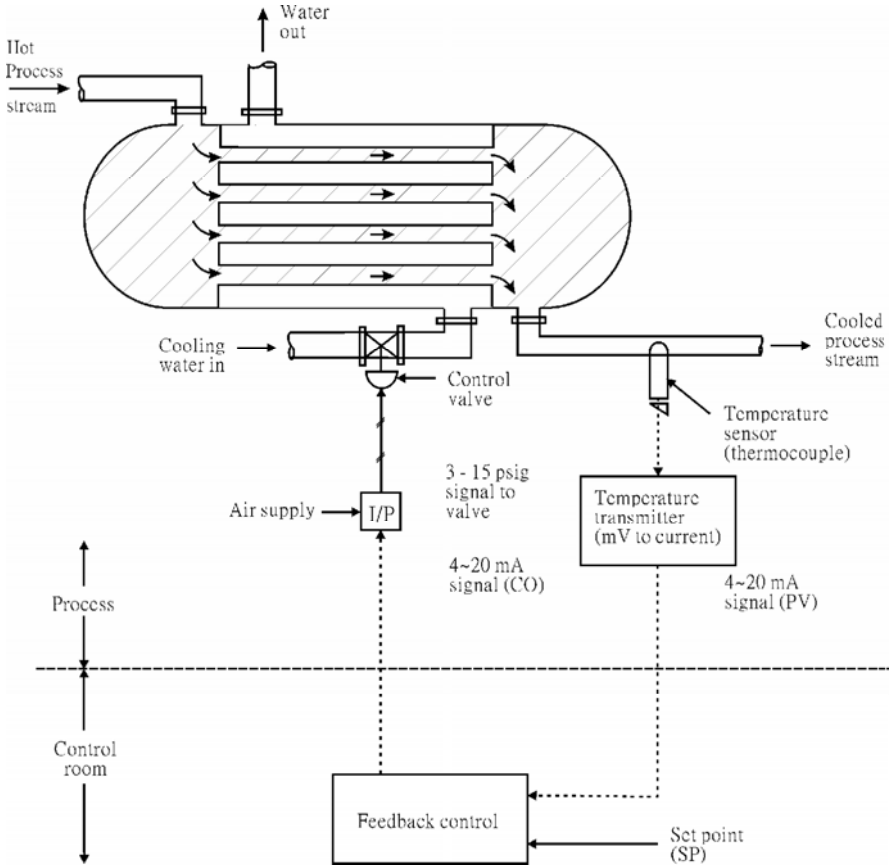 Water
out
Hot
Process
stream
Cooling
water in
Control
valve
Cooled
process
stream
Temperature
sensor
(thermocouple)
3 - 15 psig
signal to
valve
Air supply
I/P
Temperature
transmitter
(mV to current)
4~20 mA
signal (CO)
4~20 mA
signal (PV)
Process
Control
room
Feedback control
Set point
(SP)